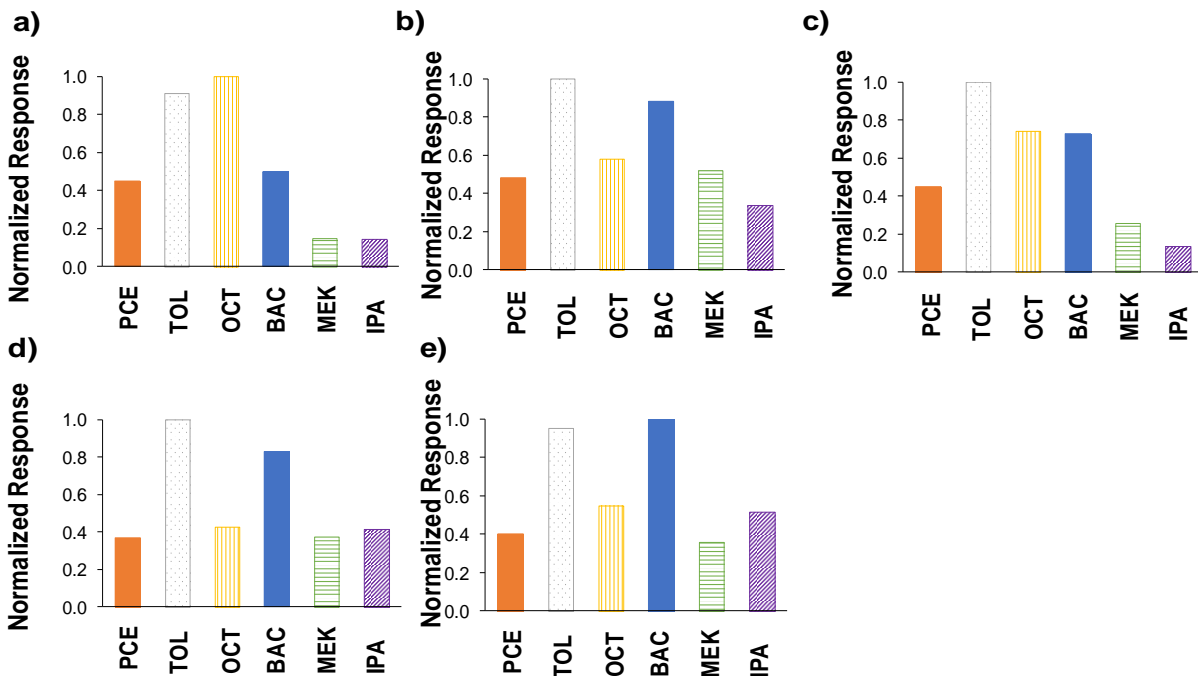 a)
Normalized Response
1.0
0.8
0.6
0.4
0.2
0.0
PCE
TOL
OCT
BAC
MEK
IPA
b)
Normalized Response
1.0
0.8
0.6
0.4
0.2
0.0
PCE
TOL
OCT
BAC
MEK
IPA
c)
Normalized Response
1.0
0.8
0.6
0.4
0.2
0.0
PCE
TOL
OCT
BAC
MEK
IPA
d)
Normalized Response
1.0
0.8
0.6
0.4
0.2
0.0
PCE
TOL
OCT
BAC
MEK
IPA
e)
Normalized Response
1.0
0.8
0.6
0.4
0.2
0.0
PCE
TOL
OCT
BAC
MEK
IPA